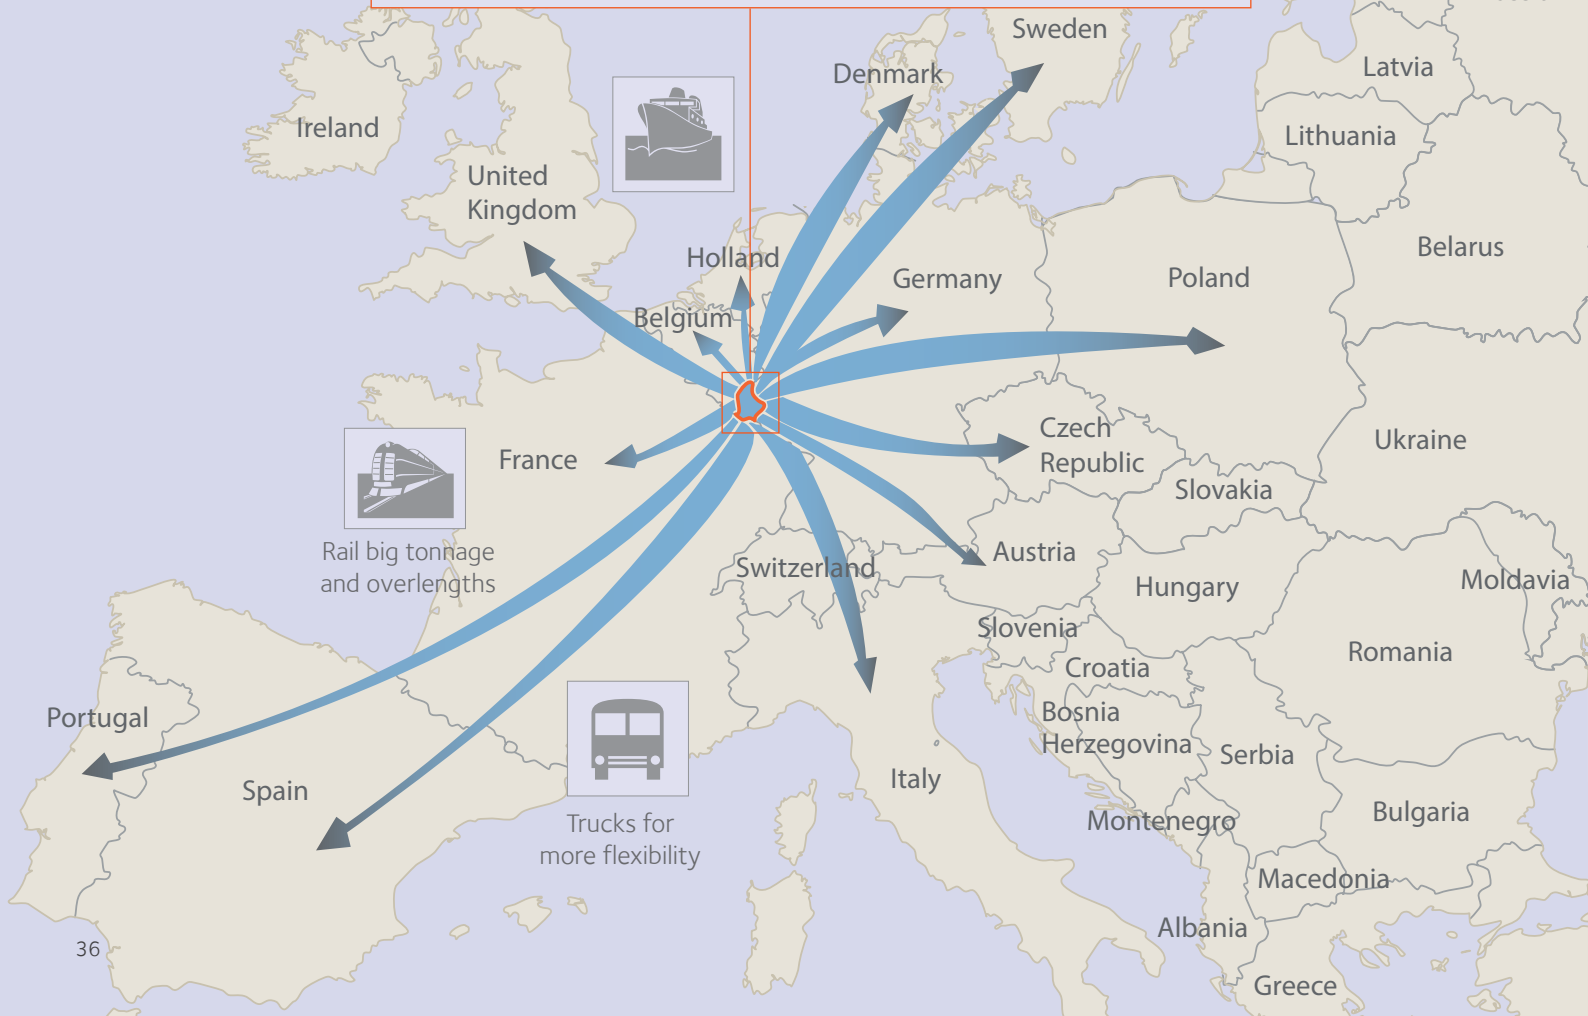 Sweden
Denmark
Latvia
Ireland
Lithuania
United
Kingdom
Belarus
Holland
Germany
Poland
Belgium
Czech
Republic
Ukraine
France
Slovakia
Rail big tonnage
and overlengths
Austria
Switzerland
Hungary
Moldavia
Slovenia
Romania
Croatia
Portugal
Bosnia
Herzegovina
Serbia
Spain
Italy
Bulgaria
Trucks for
more flexibility
Montenegro
Macedonia
Albania
36
Greece